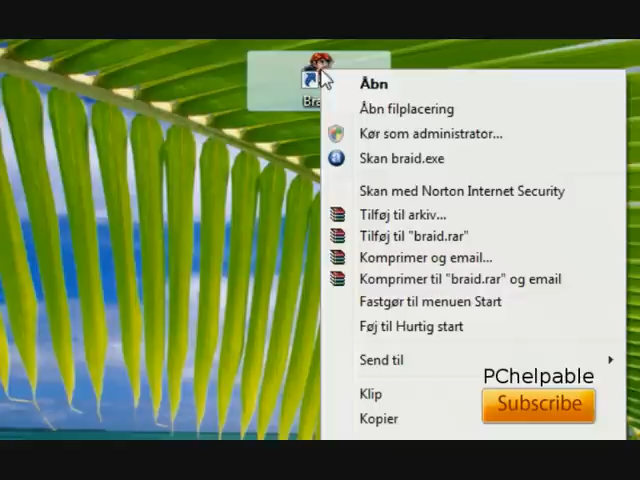 Åbn
Åbn filplacering
Kør som administrator...
Skan braid.exe
Skan med Norton Internet Security
Tilføj til arkiv...
Tilføj til "braid.rar"
Komprimer og email...
Komprimer til "braid.rar" og email
Fastgør til menuen Start
Føj til Hurtig start
Send til
PChelpable
Subscribe
Klip
Kopier